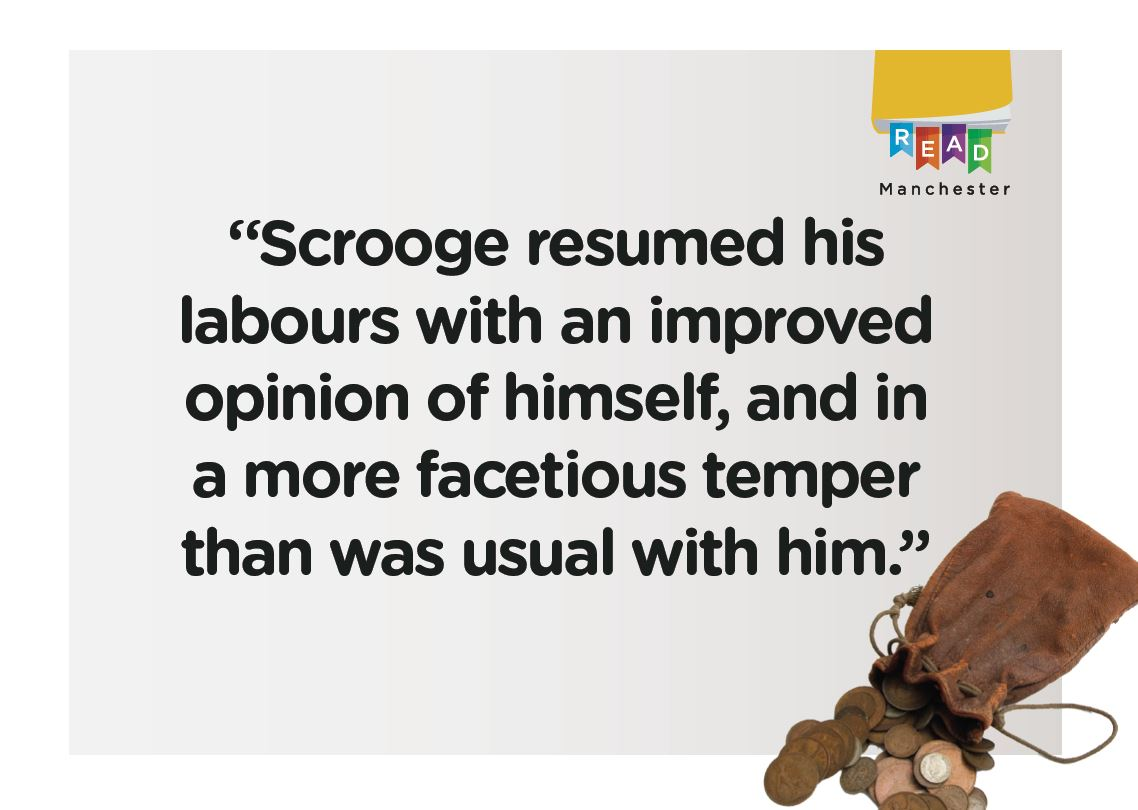 READ
Manchester
“Scrooge resumed his
labours with an improved
opinion of himself, and in
a more facetious temper
than was usual with him.”